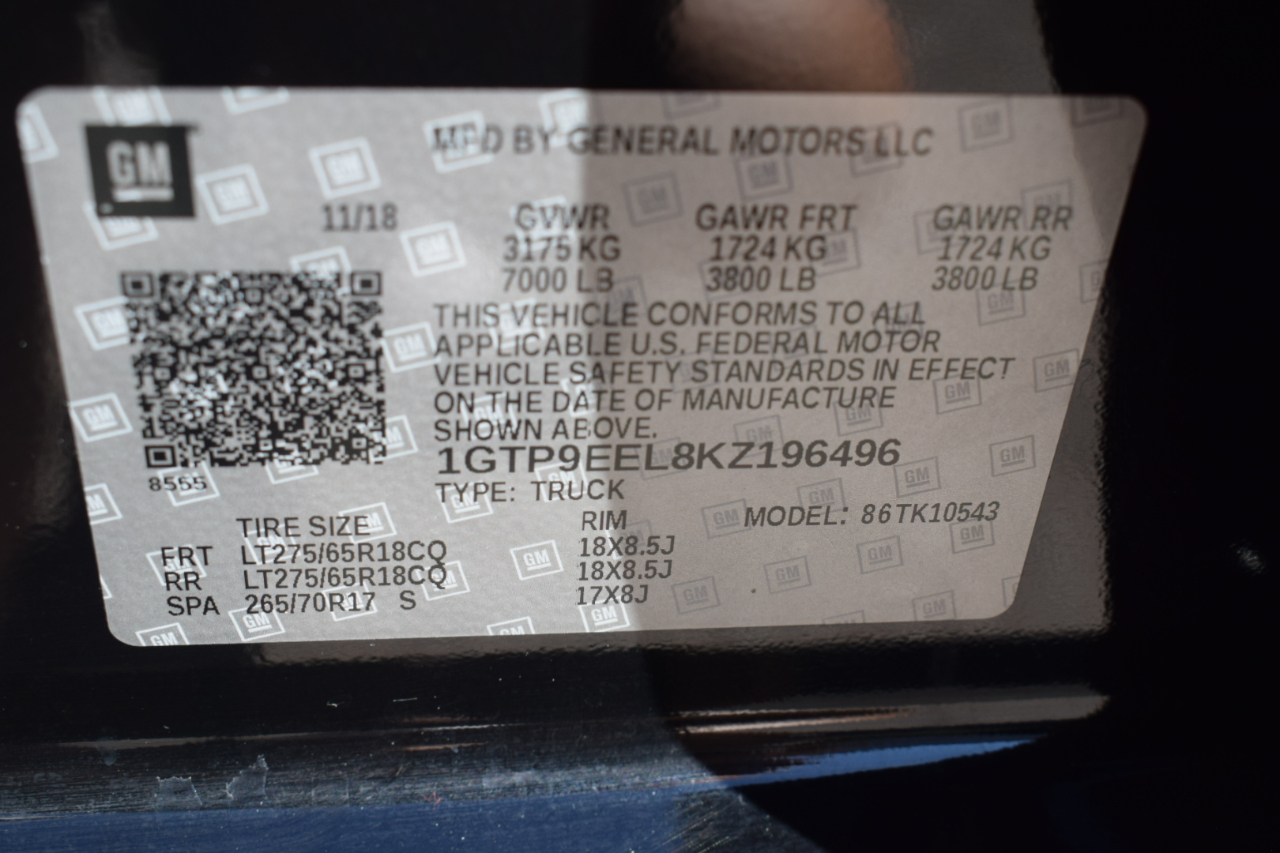 GM
MFD BY GENERAL MOTORS LLC
11/18 GVWR GAWR FRT GAWR RR
3175 KG 1724 KG 1724 KG
7000 LB 3800 LB 3800 LB
THIS VEHICLE CONFORMS TO ALL
APPLICABLE U.S. FEDERAL MOTOR
VEHICLE SAFETY STANDARDS IN EFFECT
ON THE DATE OF MANUFACTURE
SHOWN ABOVE.
1GTP9EEL8KZ196496
8555
TYPE: TRUCK
MODEL: 86TK10543
TIRE SIZE RIM
FRT LT275/65R18CQ 18X8.5J
RR LT275/65R18CQ 18X8.5J
SPA 265/70R17 S 17X8J